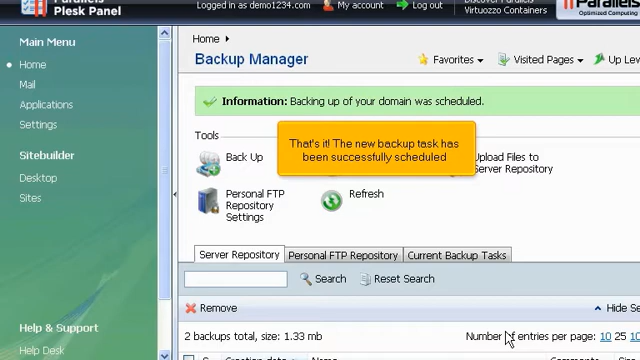 Parallels
Plesk Panel
Logged in as demo1234.com
My account
Log out
Discover Parallels
Virtuozzo Containers
Parallels
Optimized Computing
Main Menu
Home
Mail
Applications
Settings
Sitebuilder
Desktop
Sites
Help & Support
Help Desk
Home
Backup Manager
Favorites
Visited Pages
Up Lev
Information: Backing up of your domain was scheduled.
Tools
That's it! The new backup task has
been successfully scheduled
Back Up
Upload Files to
Server Repository
Personal FTP
Repository
Settings
Refresh
Server Repository
Personal FTP Repository
Current Backup Tasks
Search
Reset Search
Remove
Hide Se
2 backups total, size: 1.33 mb
Number of entries per page: 10 25 10